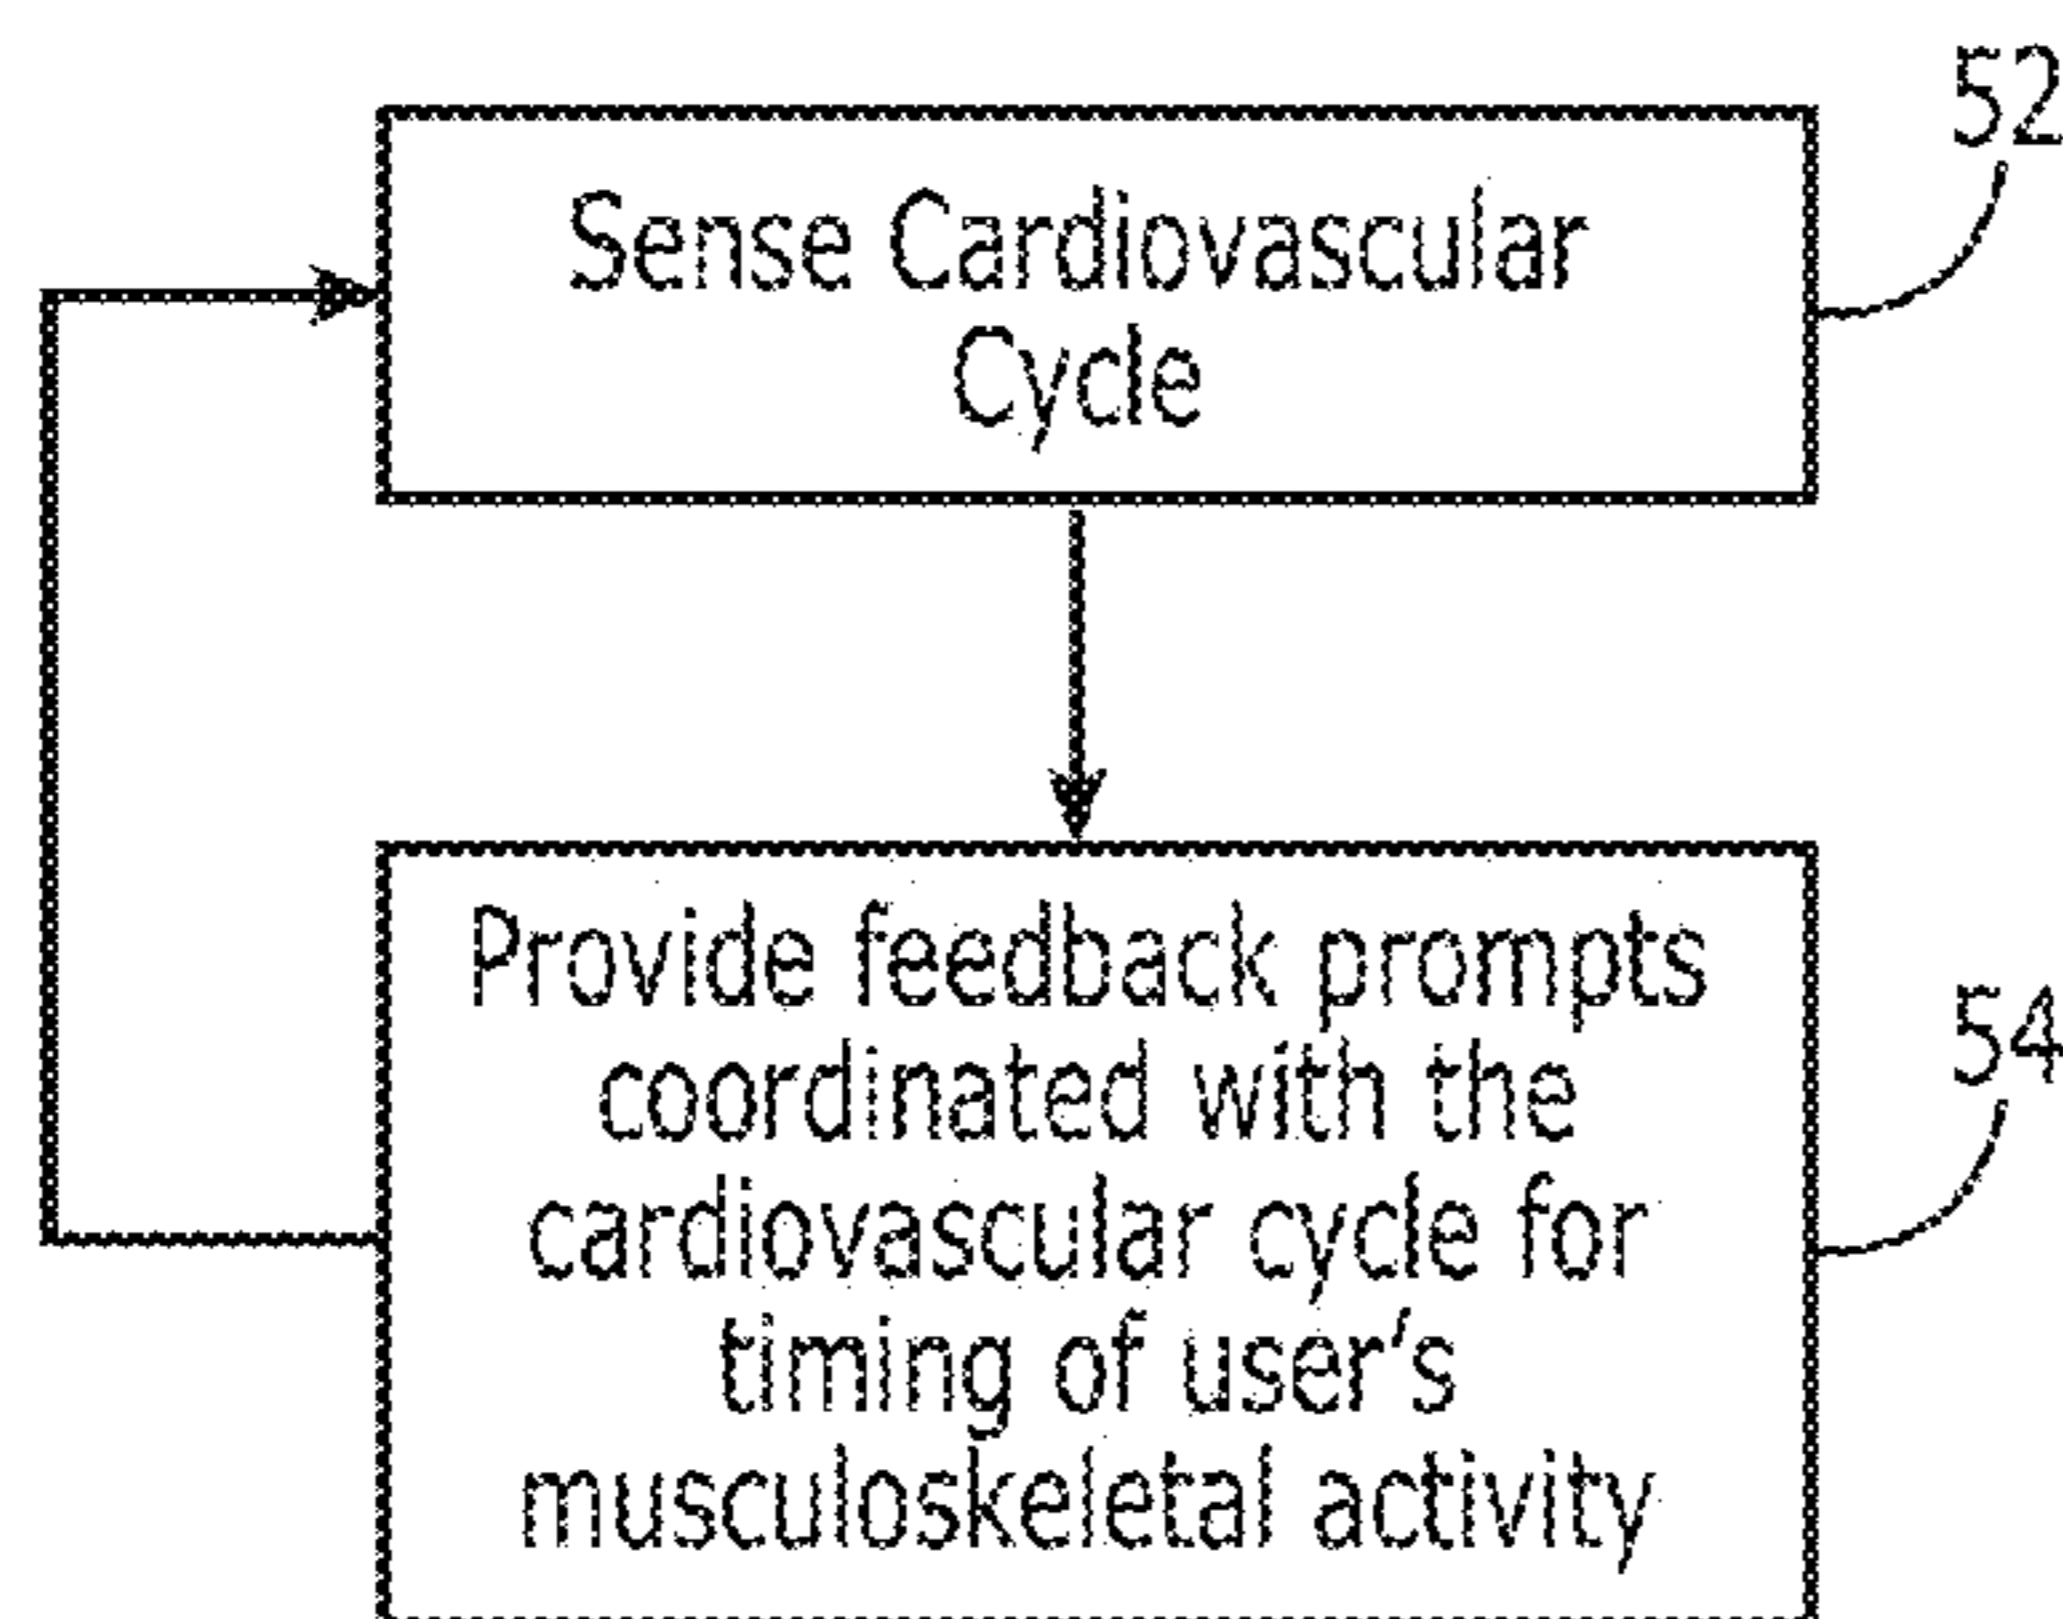 52
Sense Cardiovascular
Cycle
Provide feedback prompts
coordinated with the
54
cardiovascular cycle for
timing of user's
musculoskeletal activity